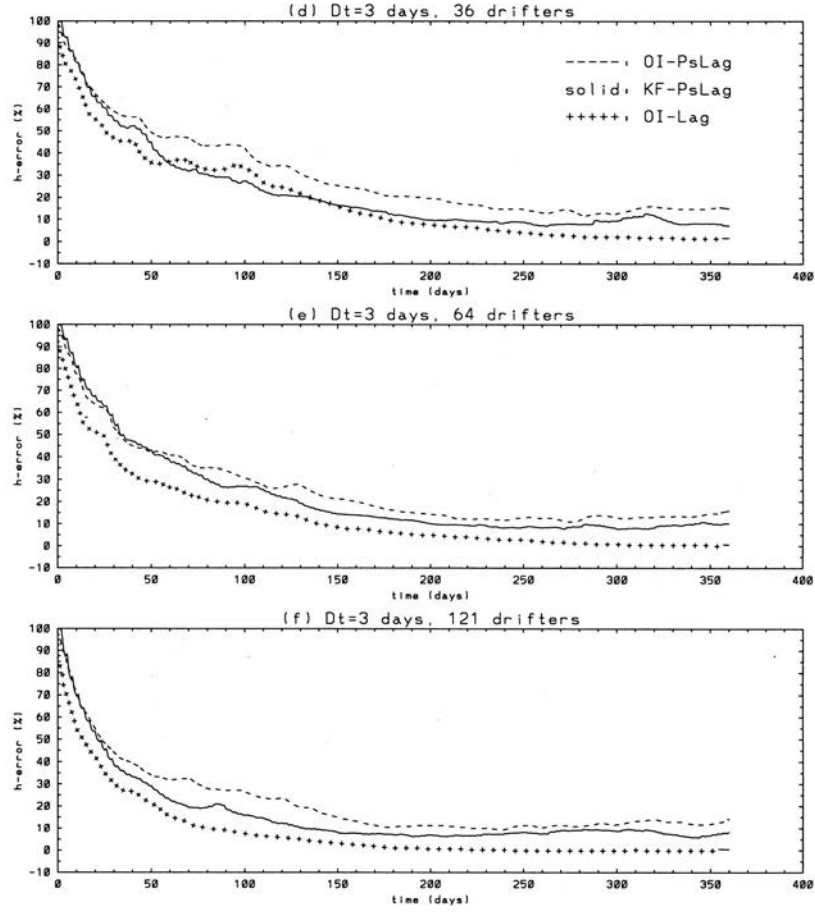 (d) Dt=3 days, 36 drifters
100
90
80
70
60
50
40
30
20
10
0
-10
h-error (%)
-----: OI-PsLag
solid: KF-PsLag
+++++: OI-Lag
0 50 100 150 200 250 300 350 400
time (days)
(e) Dt=3 days, 64 drifters
100
90
80
70
60
50
40
30
20
10
0
-10
h-error (%)
0 50 100 150 200 250 300 350 400
time (days)
(f) Dt=3 days, 121 drifters
100
90
80
70
60
50
40
30
20
10
0
-10
h-error (%)
0 50 100 150 200 250 300 350 400
time (days)